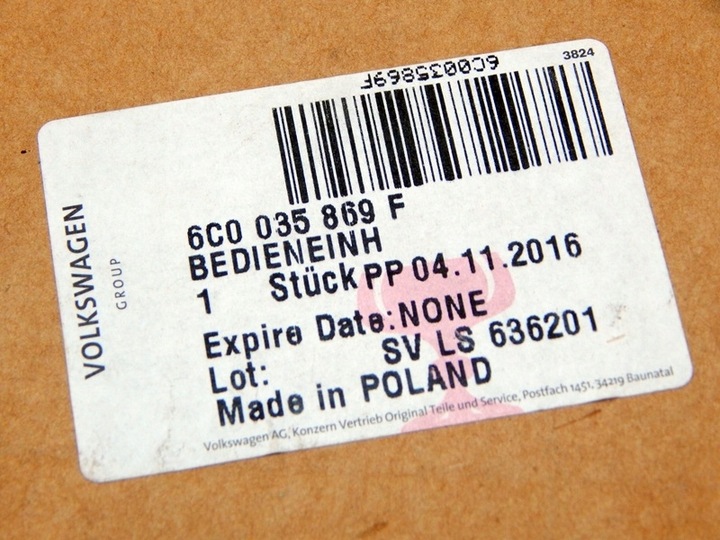 3824
6C0035869F
6C0 035 869 F
BEDIENEINH
1 Stück PP 04.11.2016
Expire Date: NONE
SV LS 636201
Lot:
Made in POLAND
Volkswagen AG, Konzern Vertrieb Original Teile und Service, Postfach 1451. 34219 Baunatal
VOLKSWAGEN
GROUP